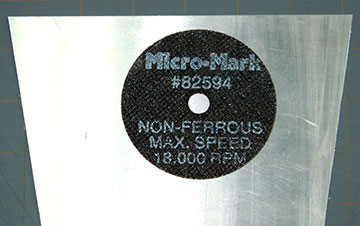 Micro-Mark
#82594
NON-FERROUS
MAX. SPEED
18,000 RPM